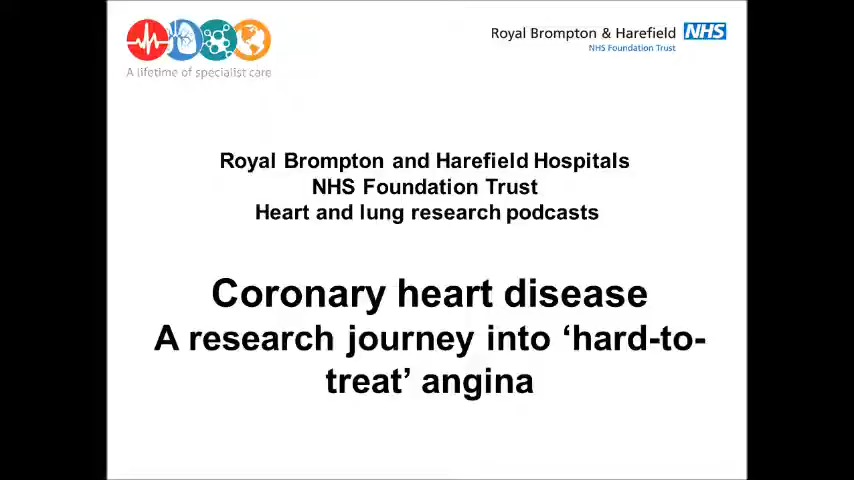 Royal Brompton & Harefield NHS
NHS Foundation Trust
A lifetime of specialist care
Royal Brompton and Harefield Hospitals
NHS Foundation Trust
Heart and lung research podcasts
Coronary heart disease
A research journey into ‘hard-to-
treat’ angina